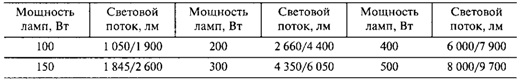 Мощность Световой Мощность Световой Мощность Световой
ламп, Вт поток, лм ламп, Вт поток, лм ламп, Вт поток, лм
100 1 050/1 900 200 2 660/4 400 400 6 000/7 900
150 1 845/2 600 300 4 350/6 050 500 8 000/9 700